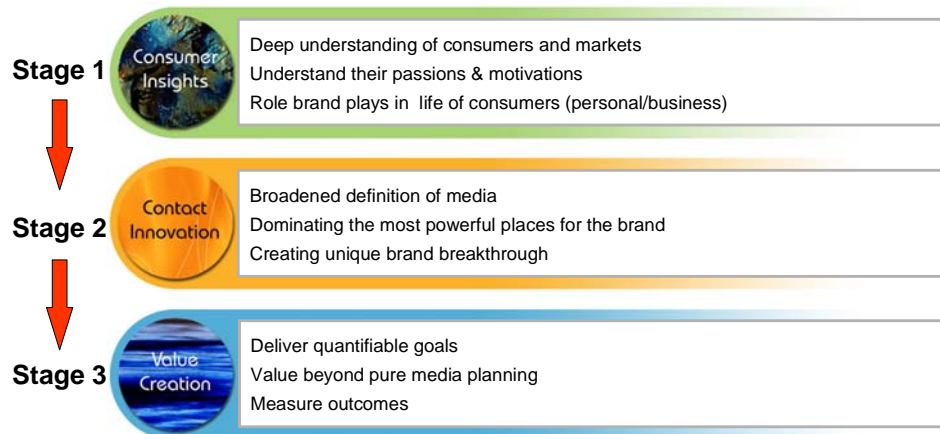 Stage 1
Consumer
Insights
Deep understanding of consumers and markets
Understand their passions & motivations
Role brand plays in life of consumers (personal/business)
Stage 2
Contact
Innovation
Broadened definition of media
Dominating the most powerful places for the brand
Creating unique brand breakthrough
Stage 3
Value
Creation
Deliver quantifiable goals
Value beyond pure media planning
Measure outcomes